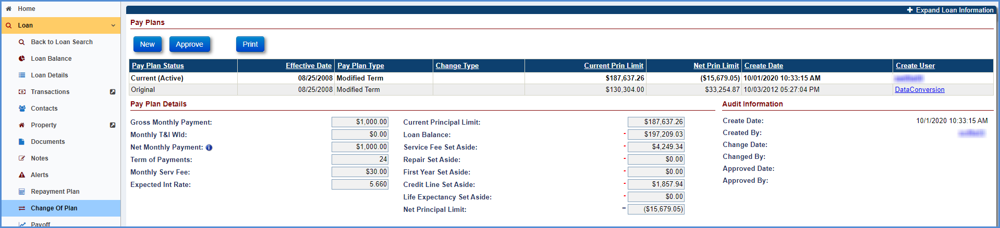 Home
Loan
Back to Loan Search
Loan Balance
Loan Details
Transactions
Contacts
Property
Documents
Notes
Alerts
Repayment Plan
Change Of Plan
Payoff
Expand Loan Information
Pay Plans
New Approve Print
Pay Plan Status Effective Date Pay Plan Type Change Type Current Prin Limit Net Prin Limit Create Date Create User
Current (Active) 08/25/2008 Modified Term $187,637.26 ($15,679.05) 10/01/2020 10:33:15 AM
Original 08/25/2008 Modified Term $130,304.00 $33,254.87 10/03/2012 05:27:04 PM DataConversion
Pay Plan Details
Gross Monthly Payment: $1,000.00
Monthly T&I Wld: $0.00
Net Monthly Payment: $1,000.00
Term of Payments: 24
Monthly Serv Fee: $30.00
Expected Int Rate: 5.660
Current Principal Limit: $187,637.26
Loan Balance: - $197,209.03
Service Fee Set Aside: - $4,249.34
Repair Set Aside: - $0.00
First Year Set Aside: - $0.00
Credit Line Set Aside: - $1,857.94
Life Expectancy Set Aside: - $0.00
Net Principal Limit: = ($15,679.05)
Audit Information
Create Date: 10/1/2020 10:33:15 AM
Created By:
Change Date:
Changed By:
Approved Date:
Approved By: